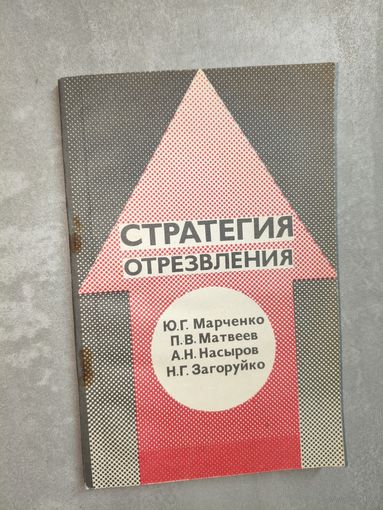 СТРАТЕГИЯ
ОТРЕЗВЛЕНИЯ
Ю.Г. Марченко
П.В. Матвеев
А.Н. Насыров
Н.Г. Загоруйко